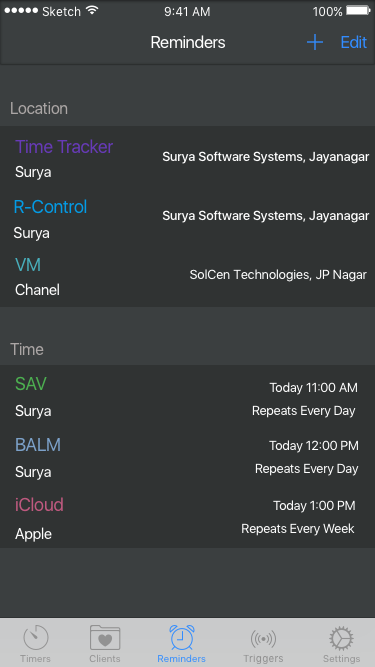 Sketch 9:41 AM 100%
Reminders + Edit
Location
Time Tracker
Surya Software Systems, Jayanagar
Surya
R-Control
Surya Software Systems, Jayanagar
Surya
VM
SolCen Technologies, JP Nagar
Chanel
Time
SAV
Today 11:00 AM
Surya
Repeats Every Day
BALM
Today 12:00 PM
Surya
Repeats Every Day
iCloud
Today 1:00 PM
Apple
Repeats Every Week
Timers Clients Reminders Triggers Settings